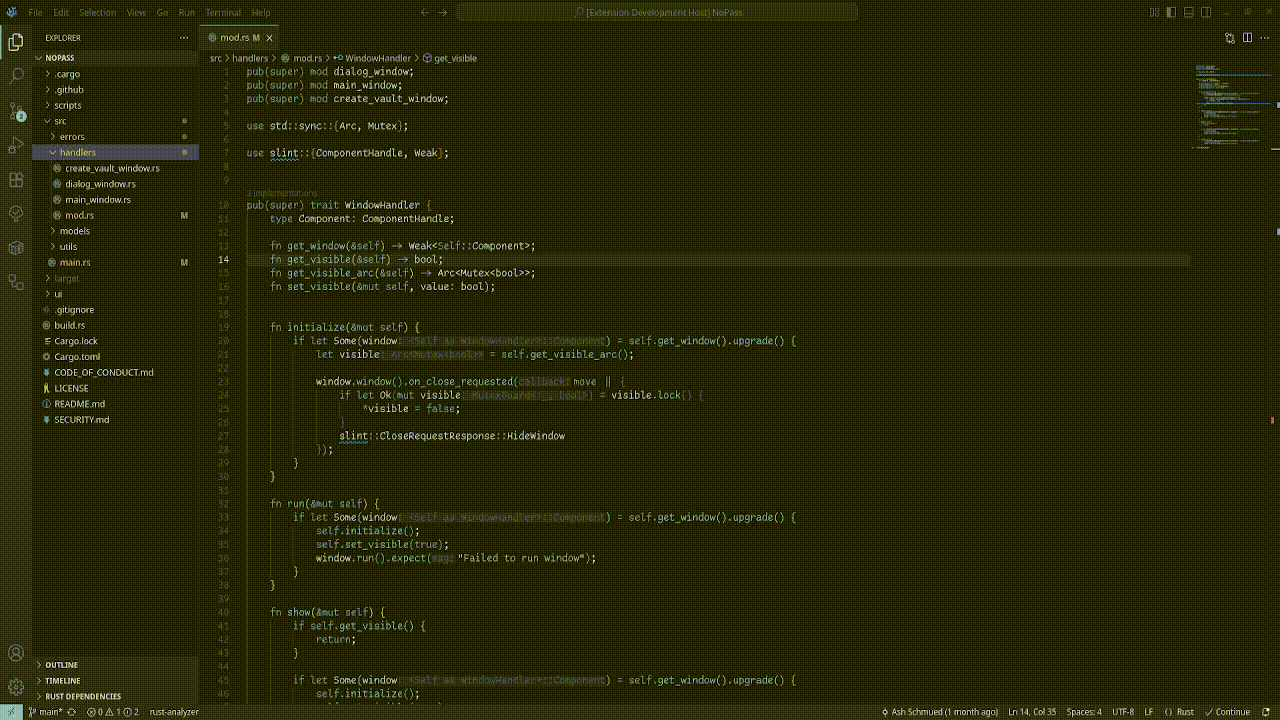 File Edit Selection View Go Run Terminal Help
[Extension Development Host] NoPass
EXPLORER
NOPASS
.cargo
.github
scripts
src
errors
handlers
create_vault_window.rs
dialog_window.rs
main_window.rs
mod.rs M
models
utils
main.rs M
target
ui
.gitignore
build.rs
Cargo.lock
Cargo.toml
CODE_OF_CONDUCT.md
LICENSE
README.md
SECURITY.md
OUTLINE
TIMELINE
RUST DEPENDENCIES
2
mod.rs M
src > handlers > mod.rs > WindowHandler > get_visible
1 pub(super) mod dialog_window;
2 pub(super) mod main_window;
3 pub(super) mod create_vault_window;
4
5 use std::sync::{Arc, Mutex};
6
7 use slint::{ComponentHandle, Weak};
8
9
3 implementations
10 pub(super) trait WindowHandler {
11 type Component: ComponentHandle;
12
13 fn get_window(&self) -> Weak<Self::Component>;
14 fn get_visible(&self) -> bool;
15 fn get_visible_arc(&self) -> Arc<Mutex<bool>>;
16 fn set_visible(&mut self, value: bool);
17
18
19 fn initialize(&mut self) {
20 if let Some(window: <Self as WindowHandler>::Component) = self.get_window().upgrade() {
21 let visible: Arc<Mutex<bool>> = self.get_visible_arc();
22
23 window.window().on_close_requested(callback: move || {
24 if let Ok(mut visible: MutexGuard<'_, bool>) = visible.lock() {
25 *visible = false;
26 }
27 slint::CloseRequestResponse::HideWindow
28 });
29 }
30 }
31
32 fn run(&mut self) {
33 if let Some(window: <Self as WindowHandler>::Component) = self.get_window().upgrade() {
34 self.initialize();
35 self.set_visible(true);
36 window.run().expect(msg: "Failed to run window");
37 }
38 }
39
40 fn show(&mut self) {
41 if self.get_visible() {
42 return;
43 }
44
45 if let Some(window: <Self as WindowHandler>::Component) = self.get_window().upgrade() {
46 self.initialize();
main* 0 1 2 rust-analyzer
Ash Schmued (1 month ago) Ln 14, Col 35 Spaces: 4 UTF-8 LF {} Rust Continue